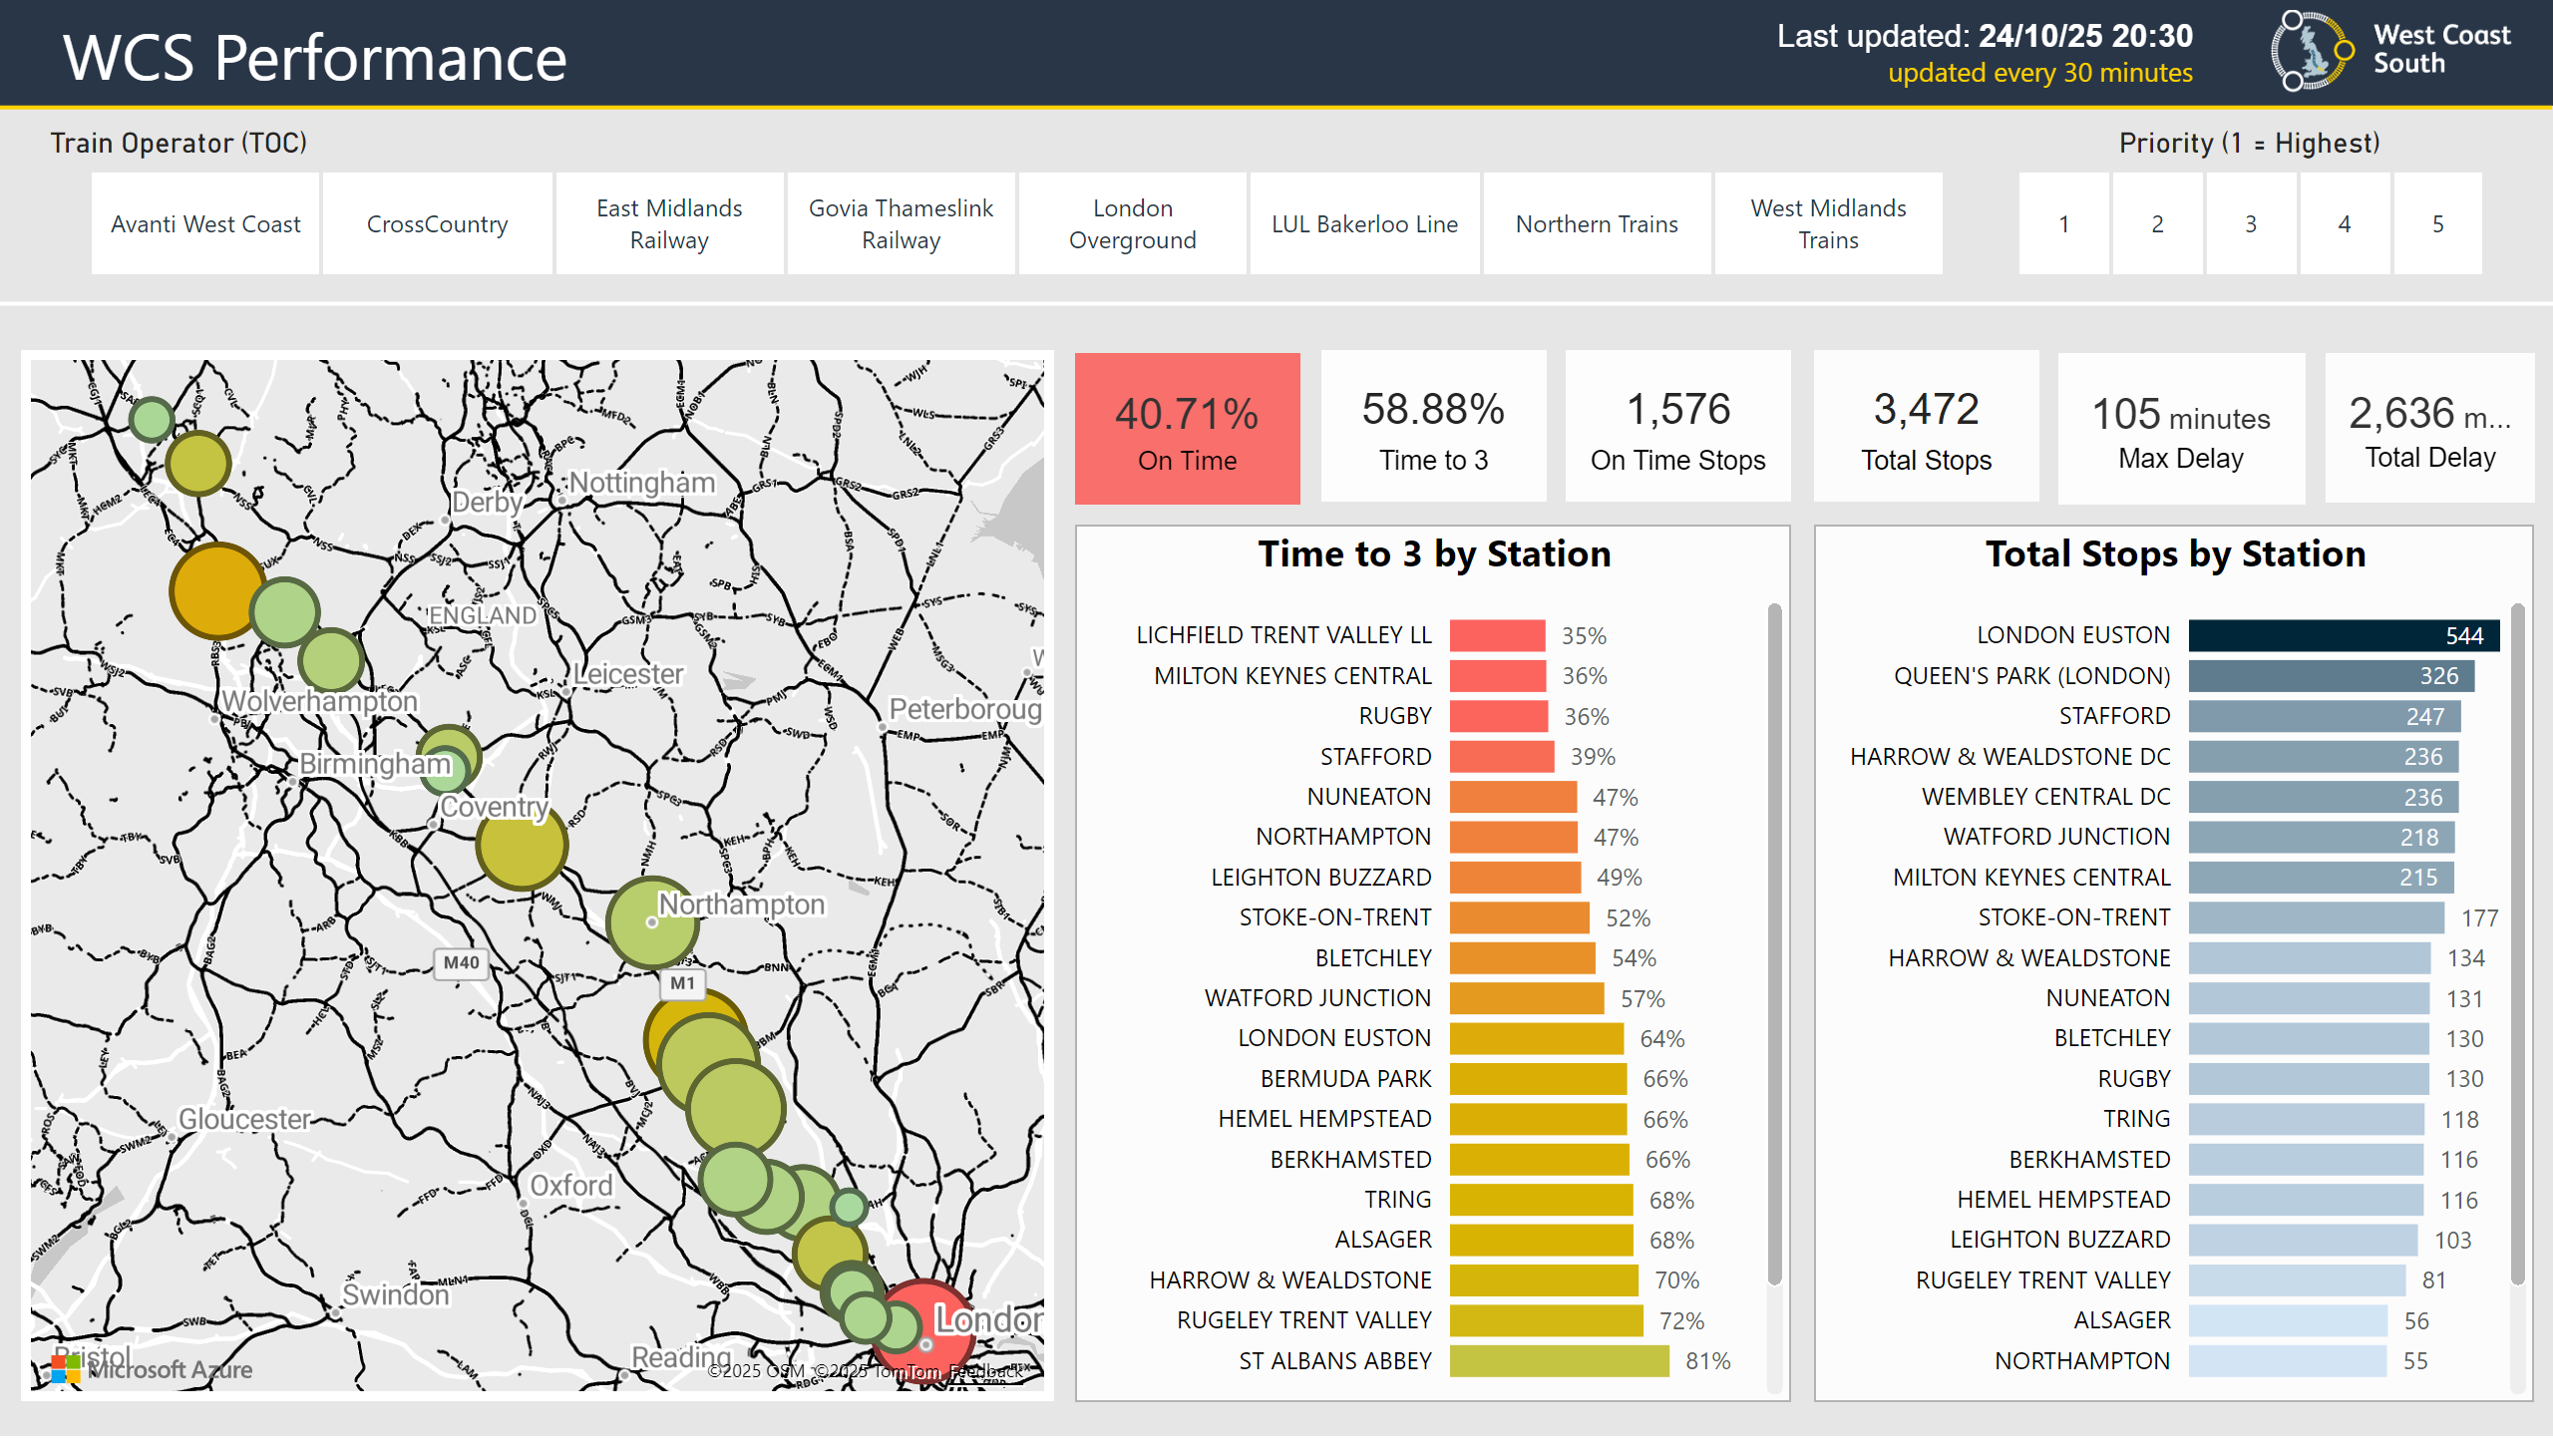 WCS Performance
Last updated: 24/10/25 20:30
updated every 30 minutes
West Coast
South
Train Operator (TOC)
Priority (1 = Highest)
Avanti West Coast
CrossCountry
East Midlands
Railway
Govia Thameslink
Railway
London
Overground
LUL Bakerloo Line
Northern Trains
West Midlands
Trains
1
2
3
4
5
40.71%
On Time
58.88%
Time to 3
1,576
On Time Stops
3,472
Total Stops
105 minutes
Max Delay
2,636 m...
Total Delay
Nottingham
Derby
ENGLAND
Leicester
Wolverhampton
Peterboroug
Birmingham
Coventry
Northampton
M40
M1
Gloucester
Oxford
Swindon
London
Bristol
Reading
Microsoft Azure
©2025 OSM ©2025 TomTom Feedback
Time to 3 by Station
LICHFIELD TRENT VALLEY LL 35%
MILTON KEYNES CENTRAL 36%
RUGBY 36%
STAFFORD 39%
NUNEATON 47%
NORTHAMPTON 47%
LEIGHTON BUZZARD 49%
STOKE-ON-TRENT 52%
BLETCHLEY 54%
WATFORD JUNCTION 57%
LONDON EUSTON 64%
BERMUDA PARK 66%
HEMEL HEMPSTEAD 66%
BERKHAMSTED 66%
TRING 68%
ALSAGER 68%
HARROW & WEALDSTONE 70%
RUGELEY TRENT VALLEY 72%
ST ALBANS ABBEY 81%
Total Stops by Station
LONDON EUSTON 544
QUEEN'S PARK (LONDON) 326
STAFFORD 247
HARROW & WEALDSTONE DC 236
WEMBLEY CENTRAL DC 236
WATFORD JUNCTION 218
MILTON KEYNES CENTRAL 215
STOKE-ON-TRENT 177
HARROW & WEALDSTONE 134
NUNEATON 131
BLETCHLEY 130
RUGBY 130
TRING 118
BERKHAMSTED 116
HEMEL HEMPSTEAD 116
LEIGHTON BUZZARD 103
RUGELEY TRENT VALLEY 81
ALSAGER 56
NORTHAMPTON 55